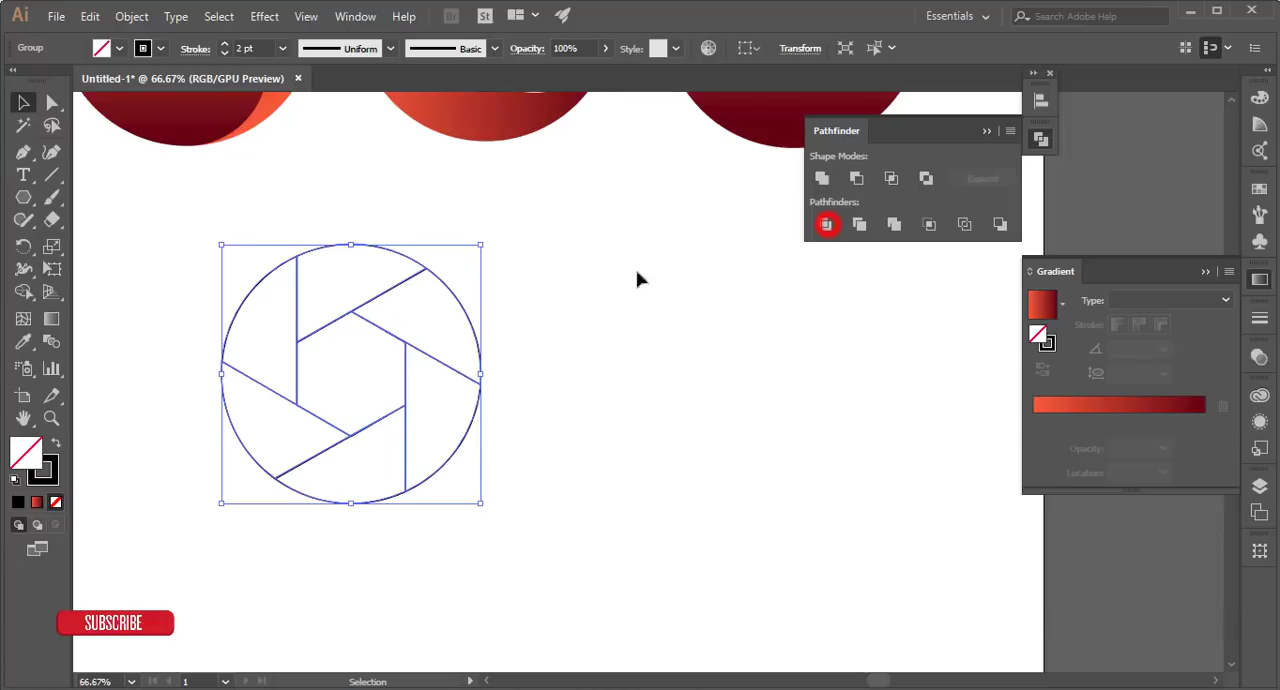 Ai File Edit Object Type Select Effect View Window Help Br St Essentials Search Adobe Help
Group Stroke: 2 pt Uniform Basic Opacity: 100% Style: Transform
Untitled-1* @ 66.67% (RGB/GPU Preview) ×
Pathfinder
Shape Modes:
Expand
Pathfinders:
Gradient
Type:
Stroke:
Opacity:
Location:
SUBSCRIBE
66.67% 1 Selection